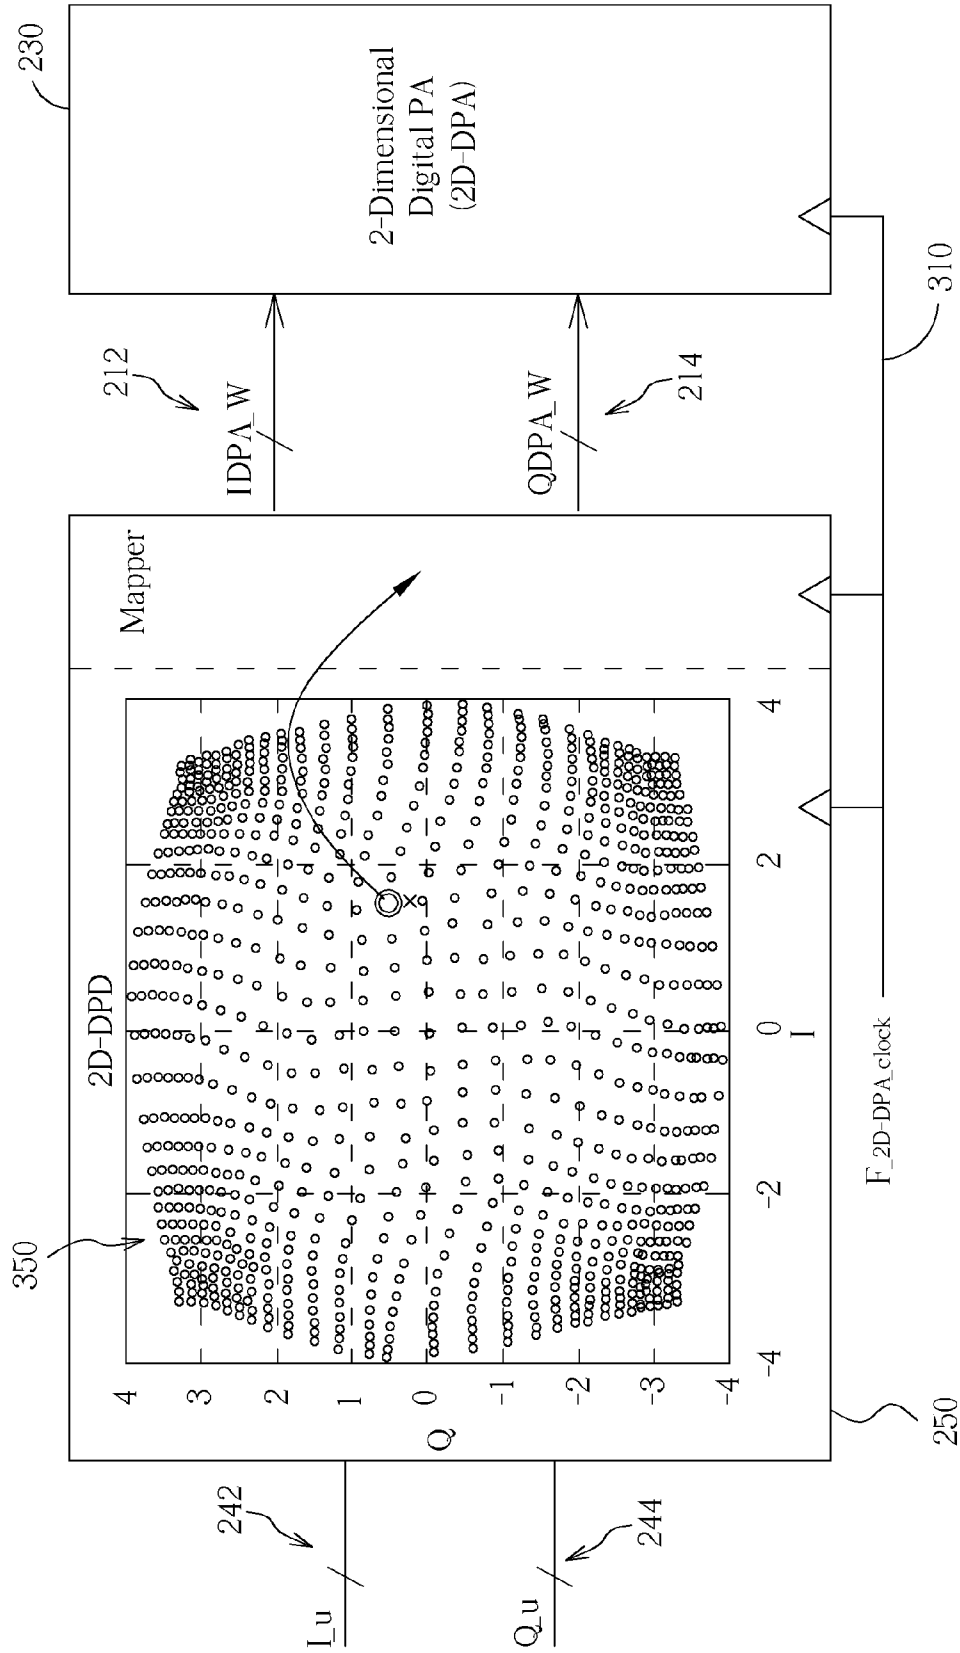 I_u
242
Q_u
244
2D-DPD
350
Q
4
3
2
1
0
-1
-2
-3
-4
-4
-2
0
2
4
I
250
Mapper
IDPA_W
212
QDPA_W
214
2-Dimensional
Digital PA
(2D-DPA)
230
F_2D-DPA_clock
310
×